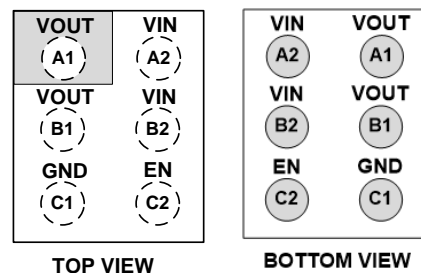 VOUT VIN
A1 A2
VOUT VIN
B1 B2
GND EN
C1 C2
TOP VIEW
VIN VOUT
A2 A1
VIN VOUT
B2 B1
EN GND
C2 C1
BOTTOM VIEW